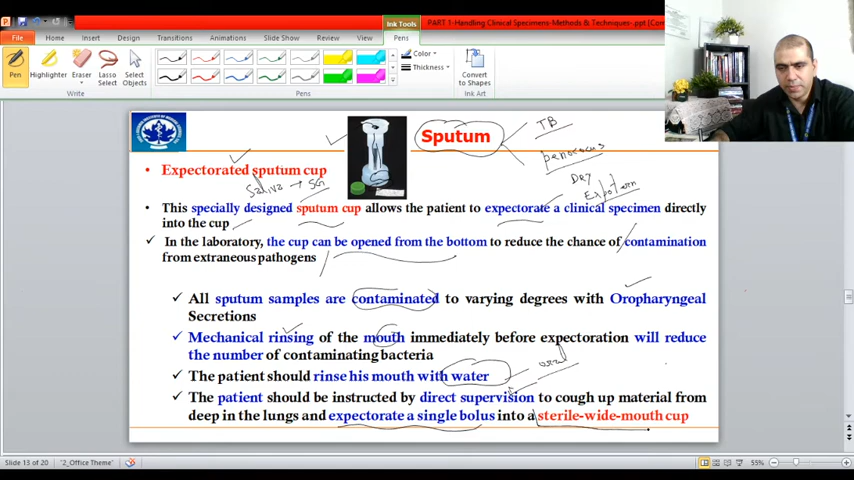 Ink Tools
PART 1-Handling Clinical Specimens-Methods & Techniques-.ppt [Com
File Home Insert Design Transitions Animations Slide Show Review View Pens
Pen Highlighter Eraser Lasso Select Select Objects
Color
Thickness
Convert to Shapes
Write Pens Ink Art
Sputum
TB
Expectorated sputum cup
Saliva → SG
DR7
This specially designed sputum cup allows the patient to expectorate a clinical specimen directly
into the cup
In the laboratory, the cup can be opened from the bottom to reduce the chance of contamination
from extraneous pathogens
All sputum samples are contaminated to varying degrees with Oropharyngeal
Secretions
Mechanical rinsing of the mouth immediately before expectoration will reduce
the number of contaminating bacteria
The patient should rinse his mouth with water
oral
The patient should be instructed by direct supervision to cough up material from
deep in the lungs and expectorate a single bolus into a sterile-wide-mouth cup
Slide 13 of 20 "2_Office Theme" 55%